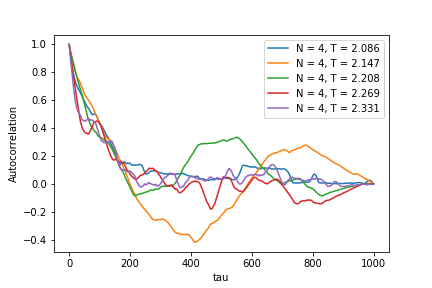 1.0
0.8
0.6
0.4
0.2
0.0
−0.2
−0.4
Autocorrelation
N = 4, T = 2.086
N = 4, T = 2.147
N = 4, T = 2.208
N = 4, T = 2.269
N = 4, T = 2.331
0 200 400 600 800 1000
tau